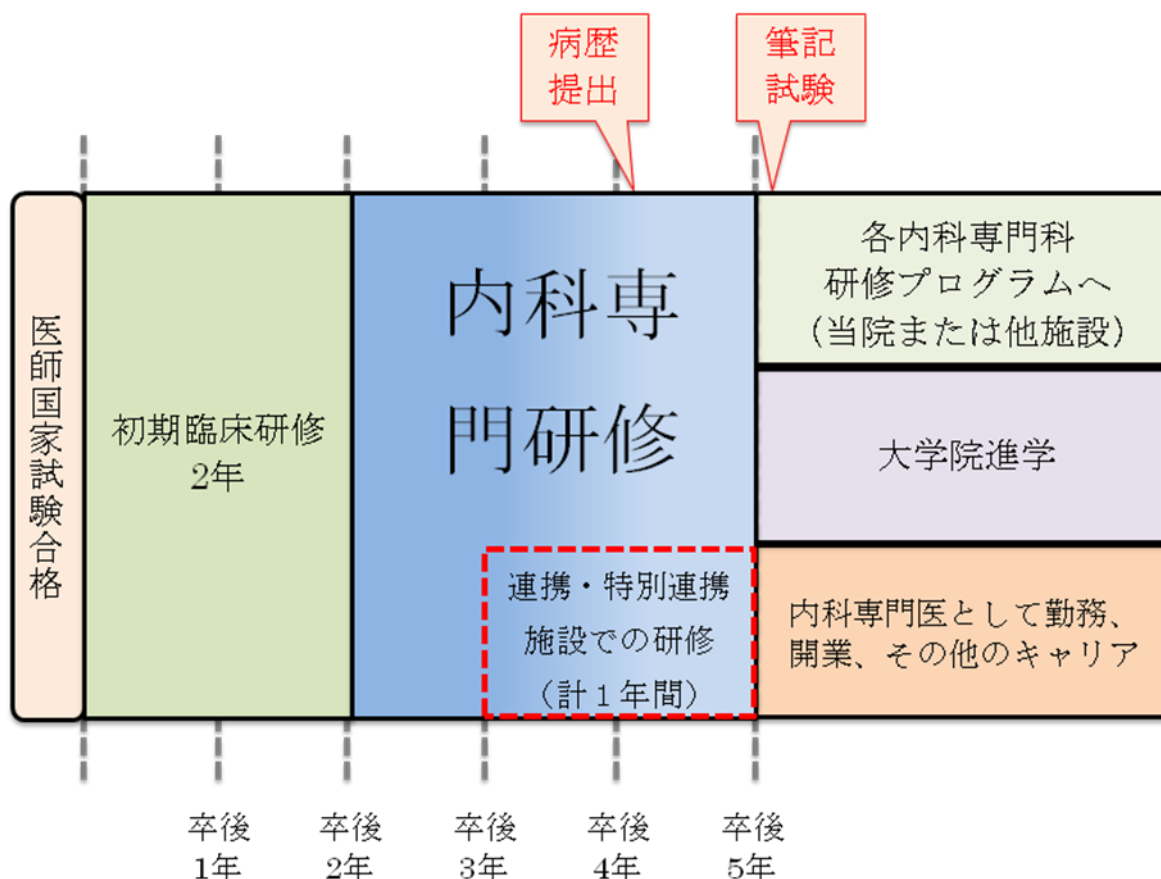 病歴
提出
筆記
試験
医師国家試験合格
初期臨床研修
2年
内科専
門研修
連携・特別連携
施設での研修
(計１年間)
各内科専門科
研修プログラムへ
(当院または他施設)
大学院進学
内科専門医として勤務、
開業、その他のキャリア
卒後
1年
卒後
2年
卒後
3年
卒後
4年
卒後
5年